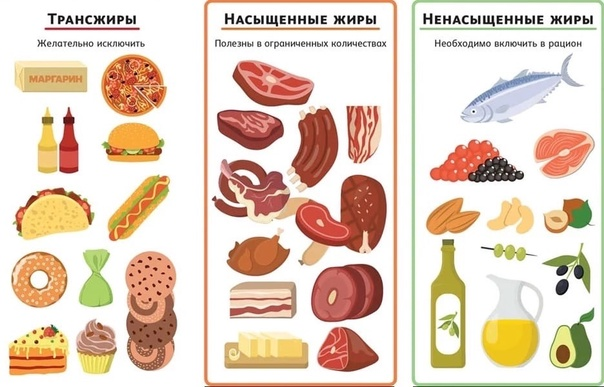 Трансжиры
Желательно исключить
МАРГАРИН
Насыщенные жиры
Полезны в ограниченных количествах
Ненасыщенные жиры
Необходимо включить в рацион